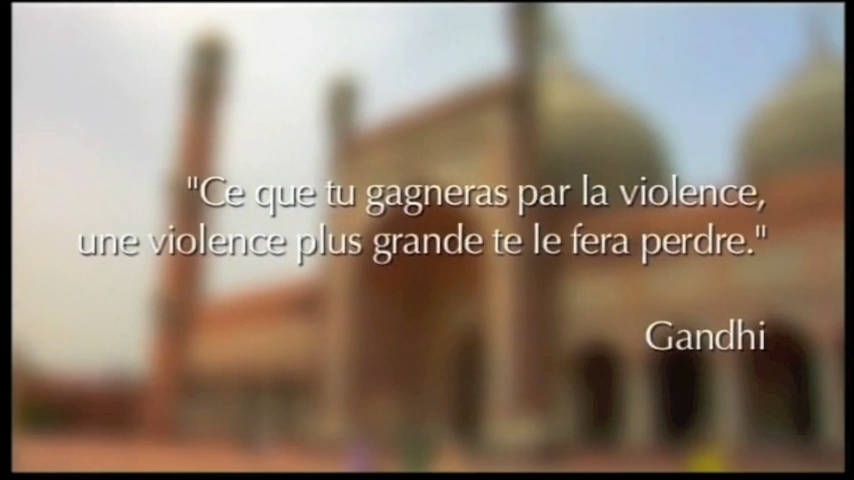 "Ce que tu gagneras par la violence,
une violence plus grande te le fera perdre."
Gandhi